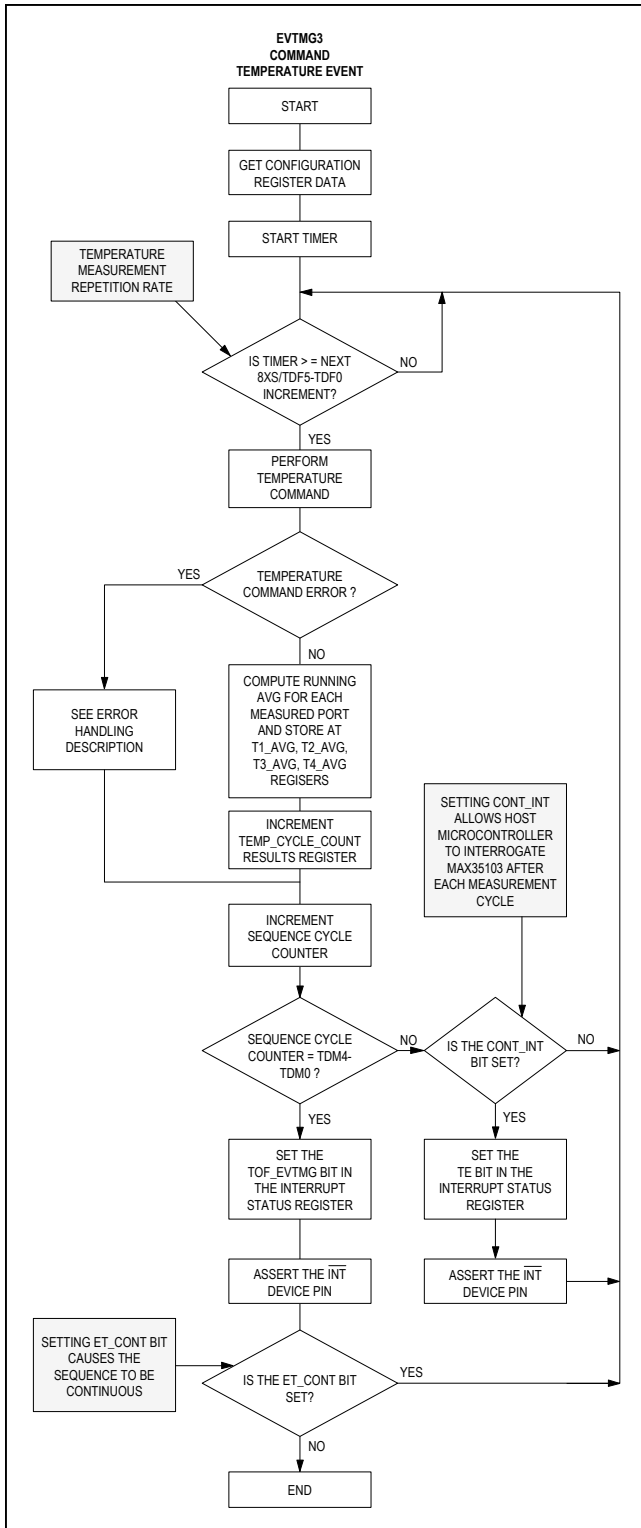 EVTMG3
COMMAND
TEMPERATURE EVENT
START
GET CONFIGURATION
REGISTER DATA
START TIMER
TEMPERATURE
MEASUREMENT
REPETITION RATE
IS TIMER > = NEXT
8XS/TDF5-TDF0
INCREMENT?
NO
YES
PERFORM
TEMPERATURE
COMMAND
YES
TEMPERATURE
COMMAND ERROR ?
NO
COMPUTE RUNNING
AVG FOR EACH
MEASURED PORT
AND STORE AT
T1_AVG, T2_AVG,
T3_AVG, T4_AVG
REGISERS
SEE ERROR
HANDLING
DESCRIPTION
SETTING CONT_INT
ALLOWS HOST
MICROCONTROLLER
TO INTERROGATE
MAX35103 AFTER
EACH MEASUREMENT
CYCLE
INCREMENT
TEMP_CYCLE_COUNT
RESULTS REGISTER
INCREMENT
SEQUENCE CYCLE
COUNTER
SEQUENCE CYCLE
COUNTER = TDM4-
TDM0 ?
NO
IS THE CONT_INT
BIT SET?
NO
YES
YES
SET THE
TOF_EVTMG BIT IN
THE INTERRUPT
STATUS REGISTER
SET THE
TE BIT IN THE
INTERRUPT STATUS
REGISTER
ASSERT THE INT
DEVICE PIN
ASSERT THE INT
DEVICE PIN
SETTING ET_CONT BIT
CAUSES THE
SEQUENCE TO BE
CONTINUOUS
IS THE ET_CONT BIT
SET?
YES
NO
END